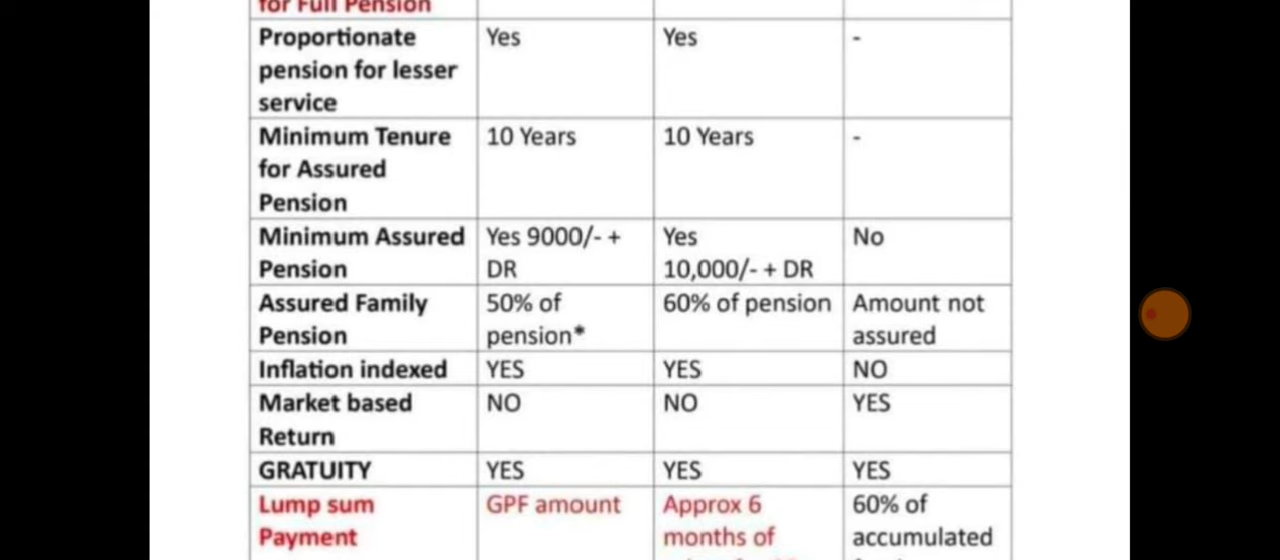 for Full Pension
Proportionate Yes Yes -
pension for lesser
service
Minimum Tenure 10 Years 10 Years -
for Assured
Pension
Minimum Assured Yes 9000/- + Yes No
Pension DR 10,000/- + DR
Assured Family 50% of 60% of pension Amount not
Pension pension* assured
Inflation indexed YES YES NO
Market based NO NO YES
Return
GRATUITY YES YES YES
Lump sum GPF amount Approx 6 60% of
Payment months of accumulated